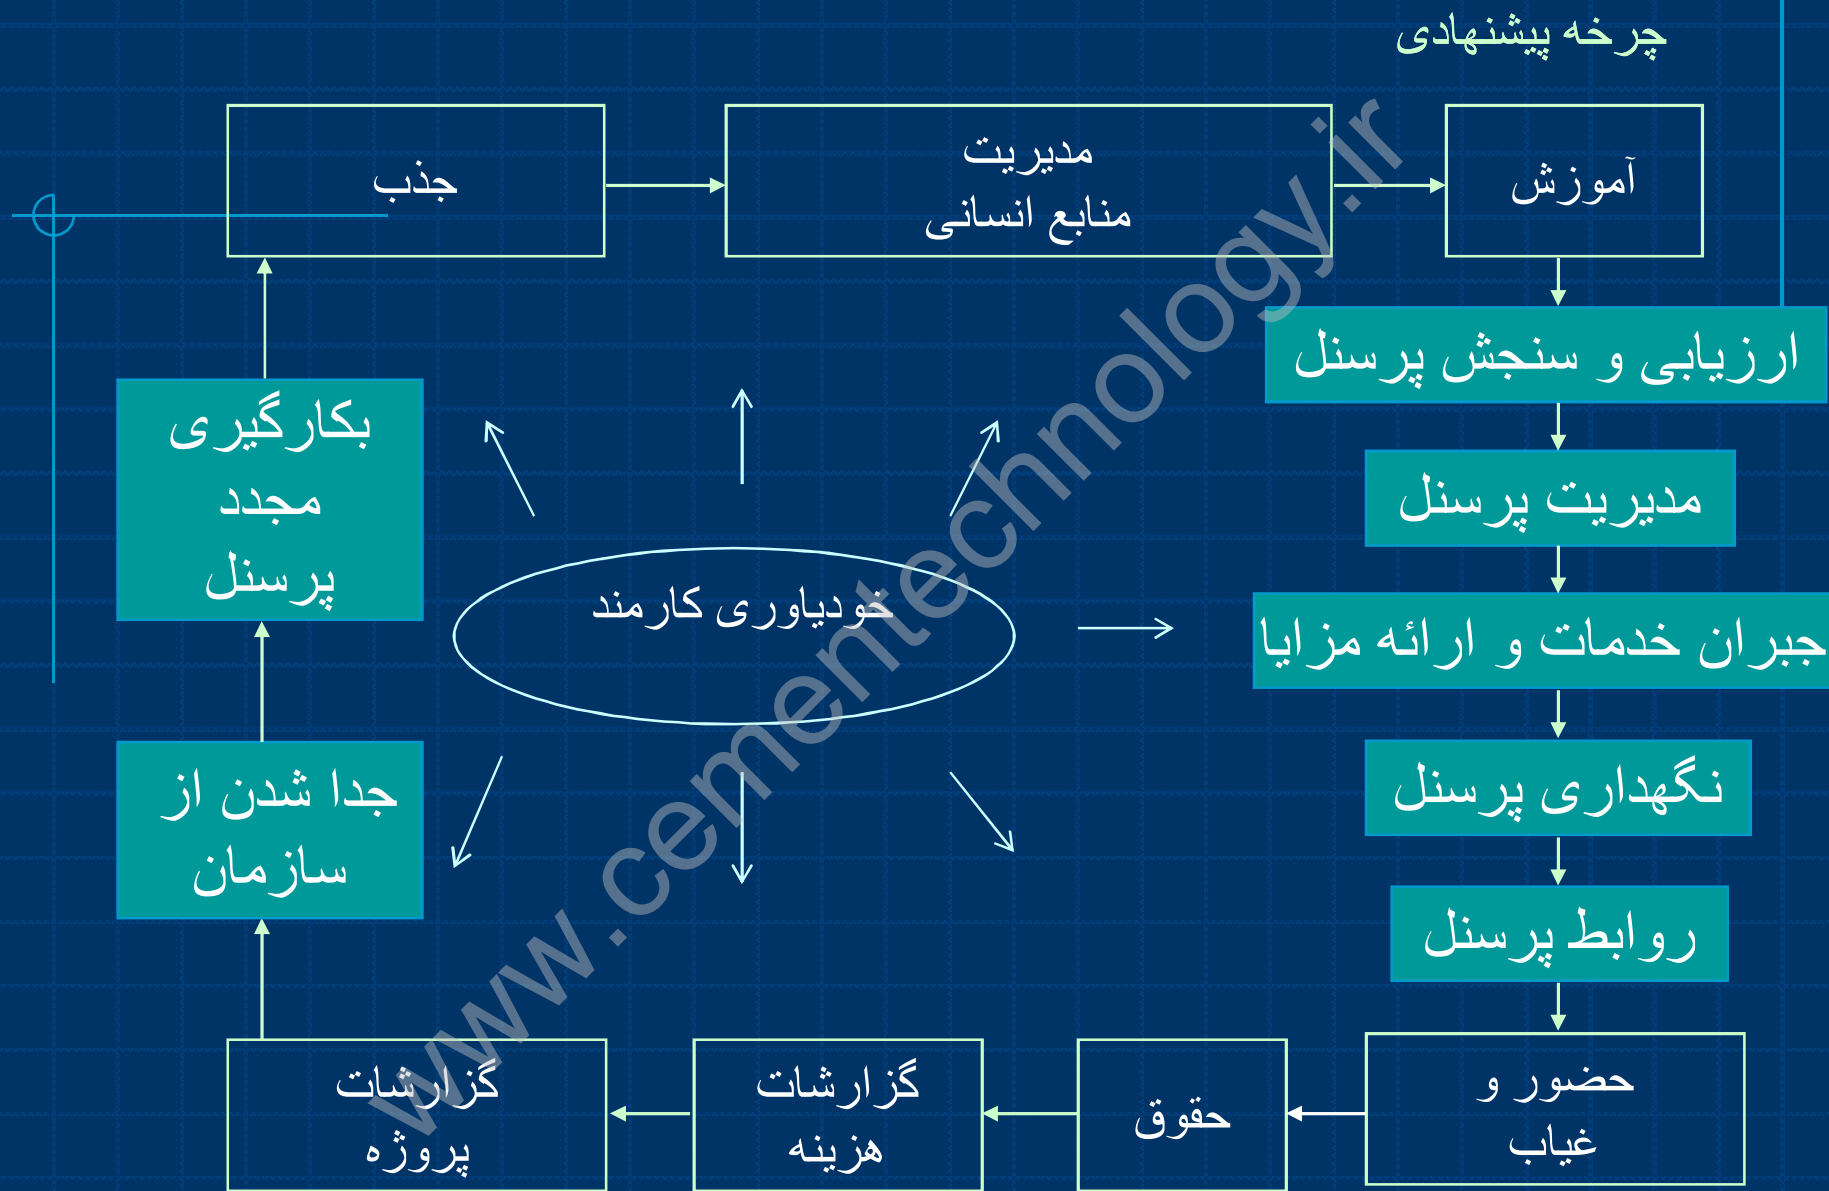 چرخه پیشنهادی
جذب
مدیریت
منابع انسانی
آموزش
ارزیابی و سنجش پرسنل
مدیریت پرسنل
جبران خدمات و ارائه مزایا
نگهداری پرسنل
روابط پرسنل
حضور و
غیاب
حقوق
گزارشات
هزینه
گزارشات
پروژه
جدا شدن از
سازمان
بکارگیری
مجدد
پرسنل
خودیاوری کارمند
www.cementechnology.ir